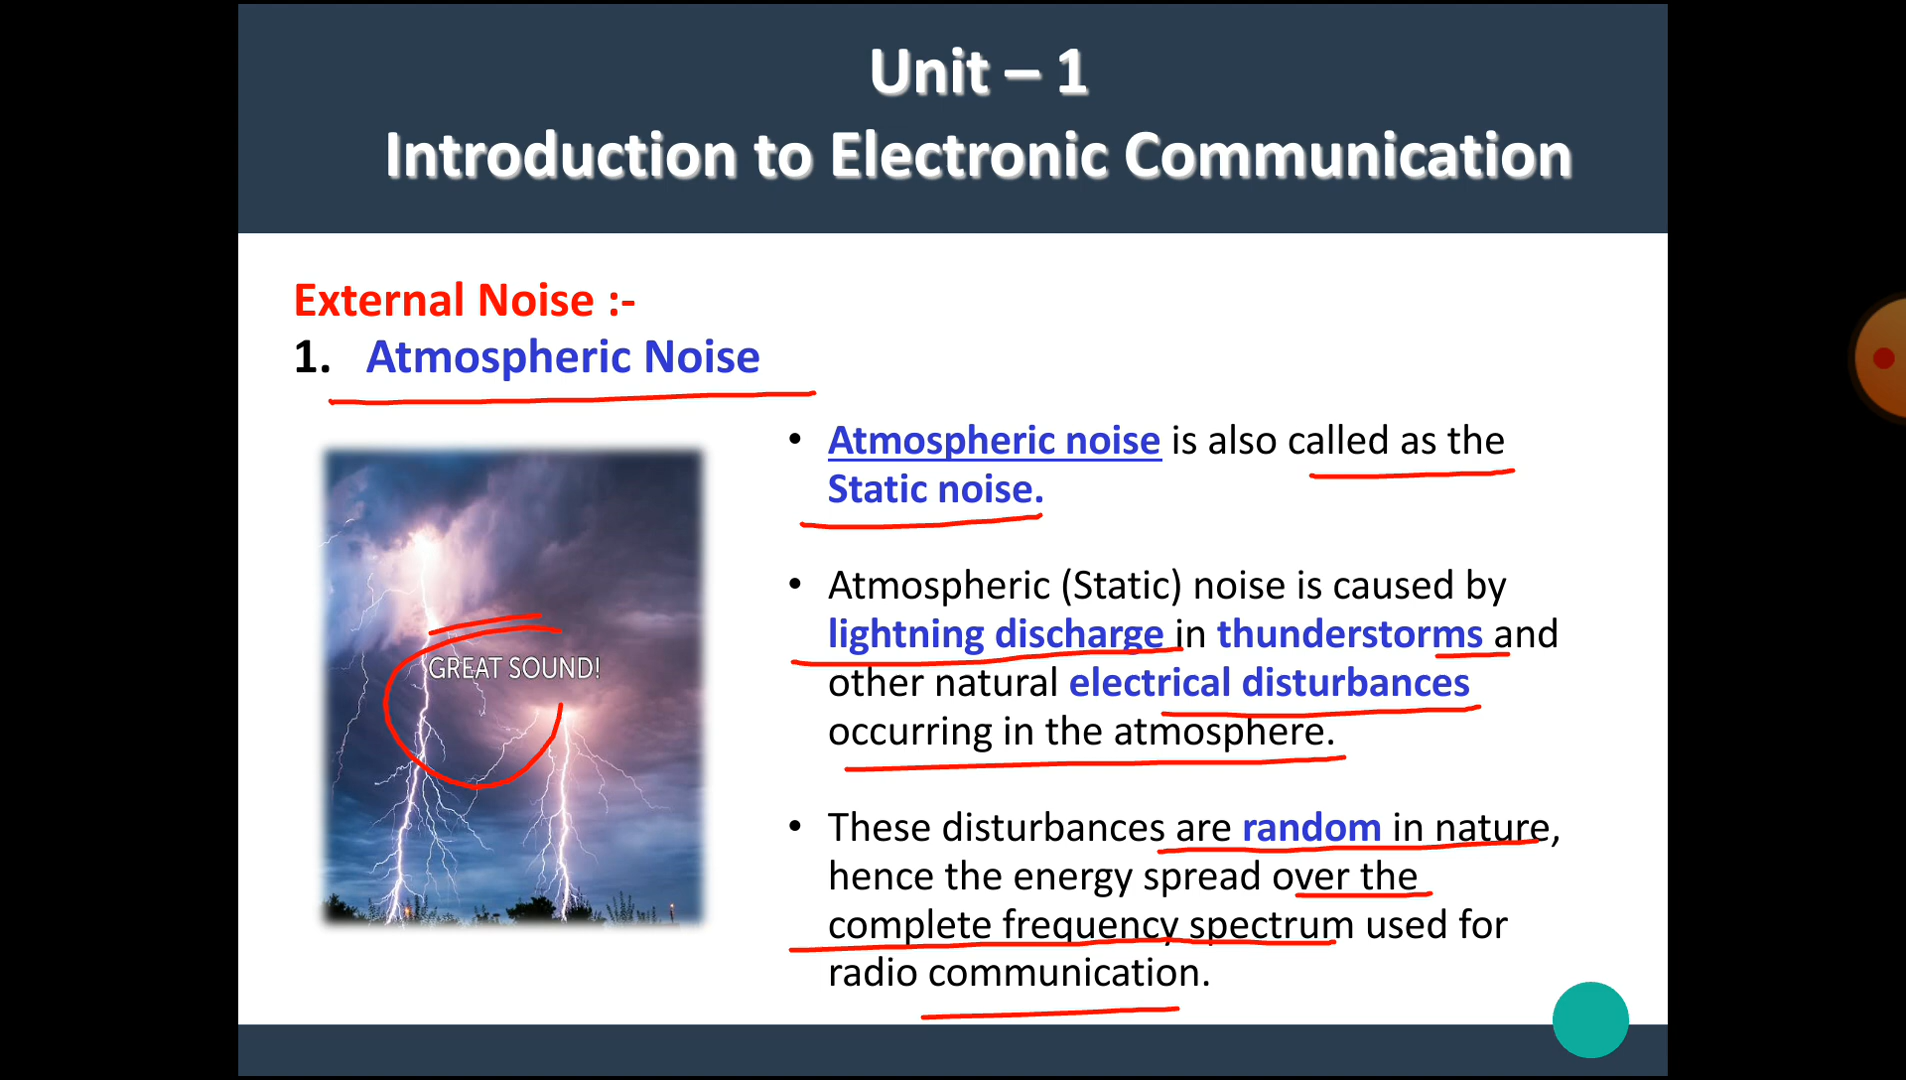 Unit – 1
Introduction to Electronic Communication
External Noise :-
1. Atmospheric Noise
GREAT SOUND!
• Atmospheric noise is also called as the
Static noise.
• Atmospheric (Static) noise is caused by
lightning discharge in thunderstorms and
other natural electrical disturbances
occurring in the atmosphere.
• These disturbances are random in nature,
hence the energy spread over the
complete frequency spectrum used for
radio communication.